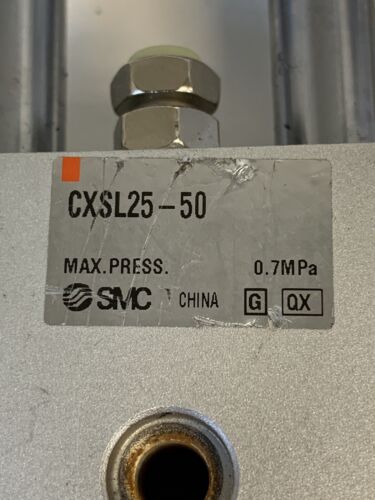 CXSL25-50
MAX.PRESS. 0.7MPa
SMC CHINA G QX